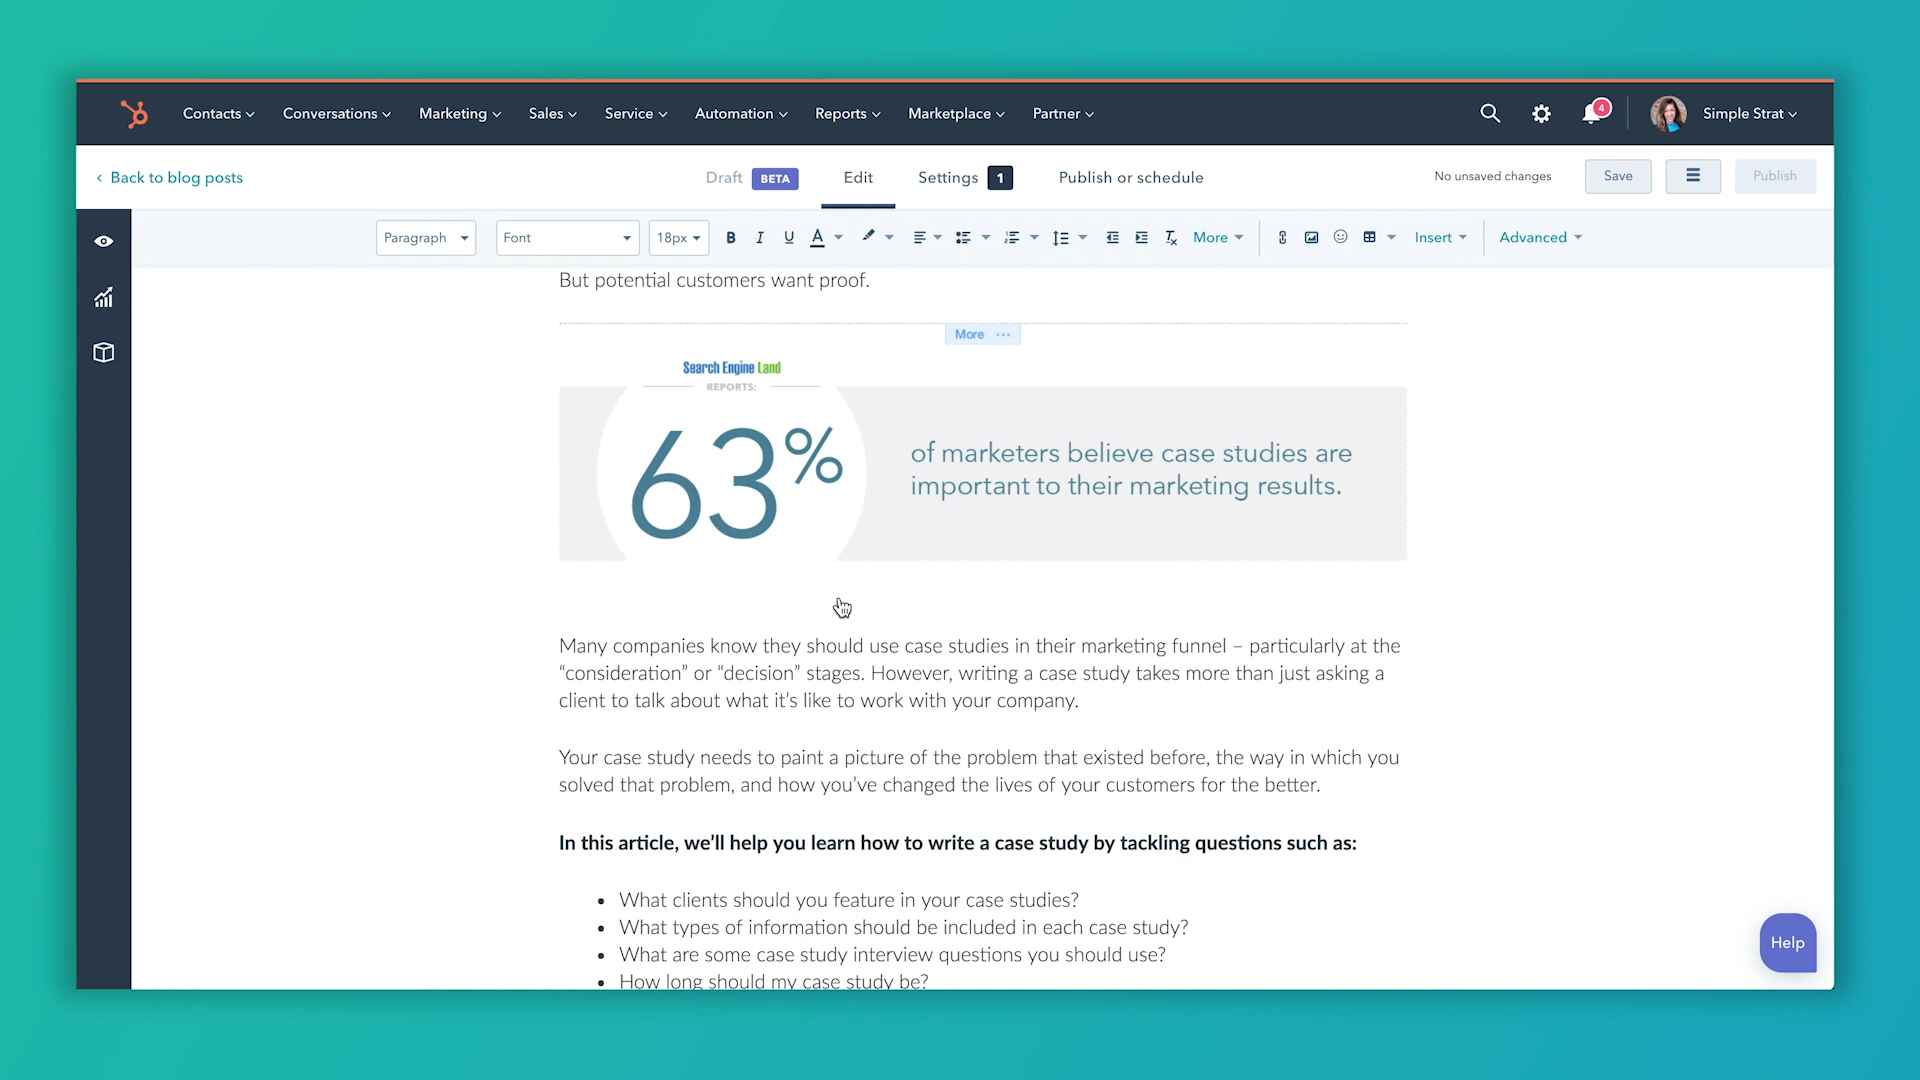 Contacts
Conversations
Marketing
Sales
Service
Automation
Reports
Marketplace
Partner
4
Simple Strat
Back to blog posts
Draft BETA
Edit
Settings 1
Publish or schedule
No unsaved changes
Save
Publish
Paragraph
Font
18px
B
I
U
A
More
Insert
Advanced
But potential customers want proof.
More
Search Engine Land
REPORTS:
63%
of marketers believe case studies are
important to their marketing results.
Many companies know they should use case studies in their marketing funnel – particularly at the
“consideration” or “decision” stages. However, writing a case study takes more than just asking a
client to talk about what it’s like to work with your company.
Your case study needs to paint a picture of the problem that existed before, the way in which you
solved that problem, and how you’ve changed the lives of your customers for the better.
In this article, we’ll help you learn how to write a case study by tackling questions such as:
• What clients should you feature in your case studies?
• What types of information should be included in each case study?
• What are some case study interview questions you should use?
• How long should my case study be?
Help